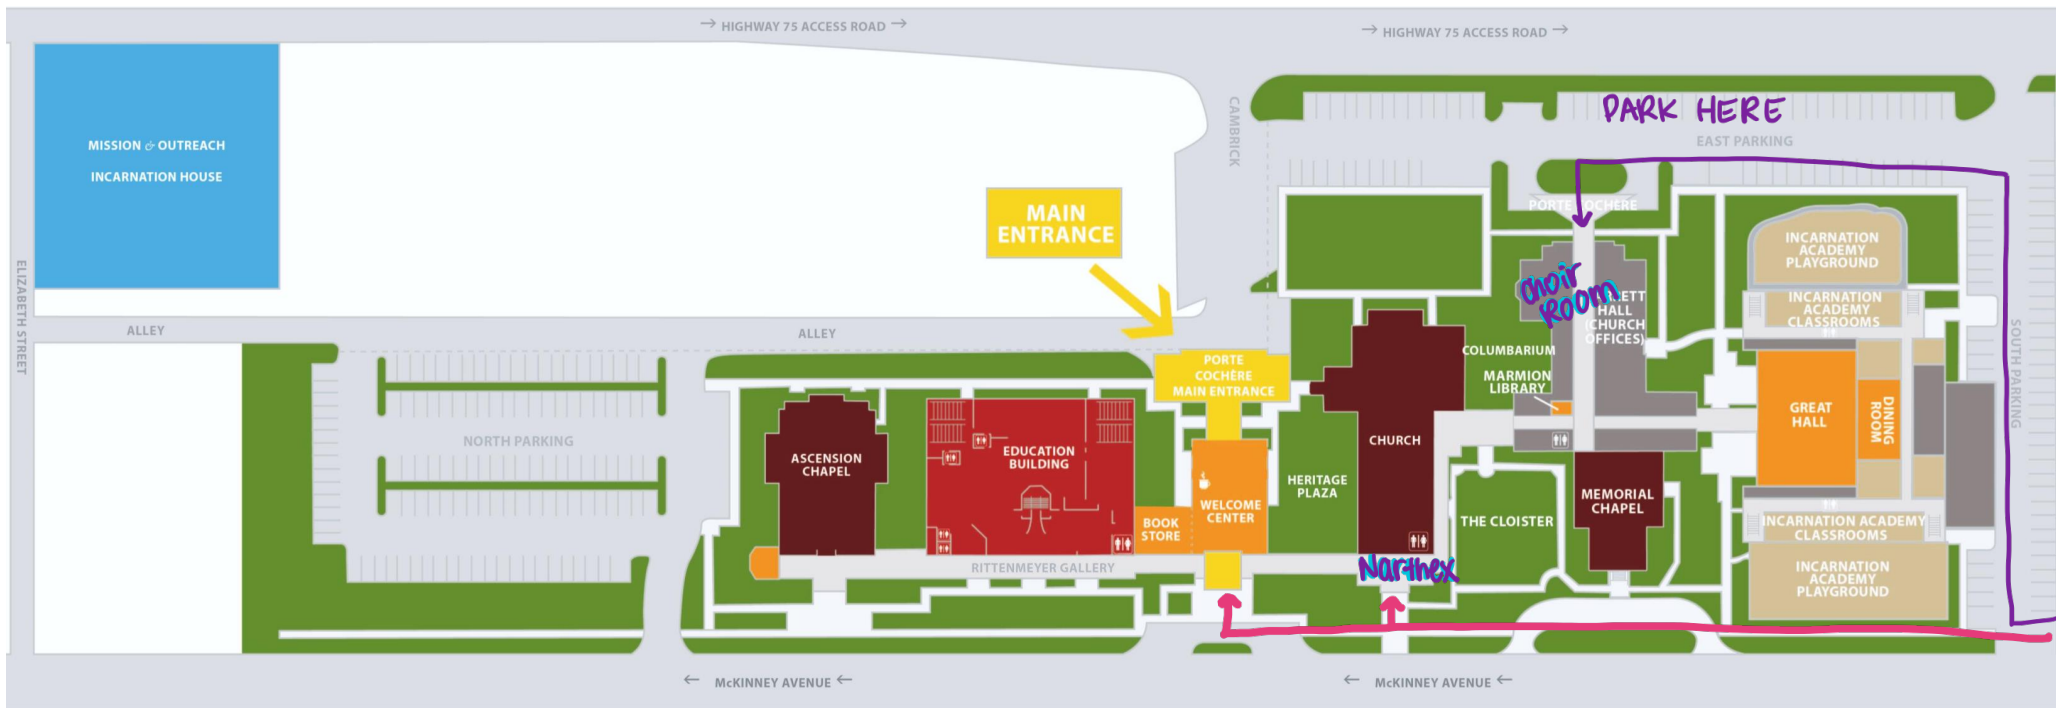 → HIGHWAY 75 ACCESS ROAD →
→ HIGHWAY 75 ACCESS ROAD →
MISSION & OUTREACH
INCARNATION HOUSE
ELIZABETH STREET
ALLEY
ALLEY
CAMBRICK
MAIN
ENTRANCE
PARK HERE
EAST PARKING
PORTE COCHÈRE
choir
Room
HALL
(CHURCH
OFFICES)
COLUMBARIUM
MARMION
LIBRARY
INCARNATION
ACADEMY
PLAYGROUND
INCARNATION
ACADEMY
CLASSROOMS
SOUTH PARKING
GREAT
HALL
DINING
ROOM
PORTE
COCHÈRE
MAIN ENTRANCE
NORTH PARKING
ASCENSION
CHAPEL
EDUCATION
BUILDING
BOOK
STORE
WELCOME
CENTER
HERITAGE
PLAZA
CHURCH
THE CLOISTER
MEMORIAL
CHAPEL
INCARNATION ACADEMY
CLASSROOMS
INCARNATION
ACADEMY
PLAYGROUND
RITTENMEYER GALLERY
Narthex
← McKINNEY AVENUE ←
← McKINNEY AVENUE ←